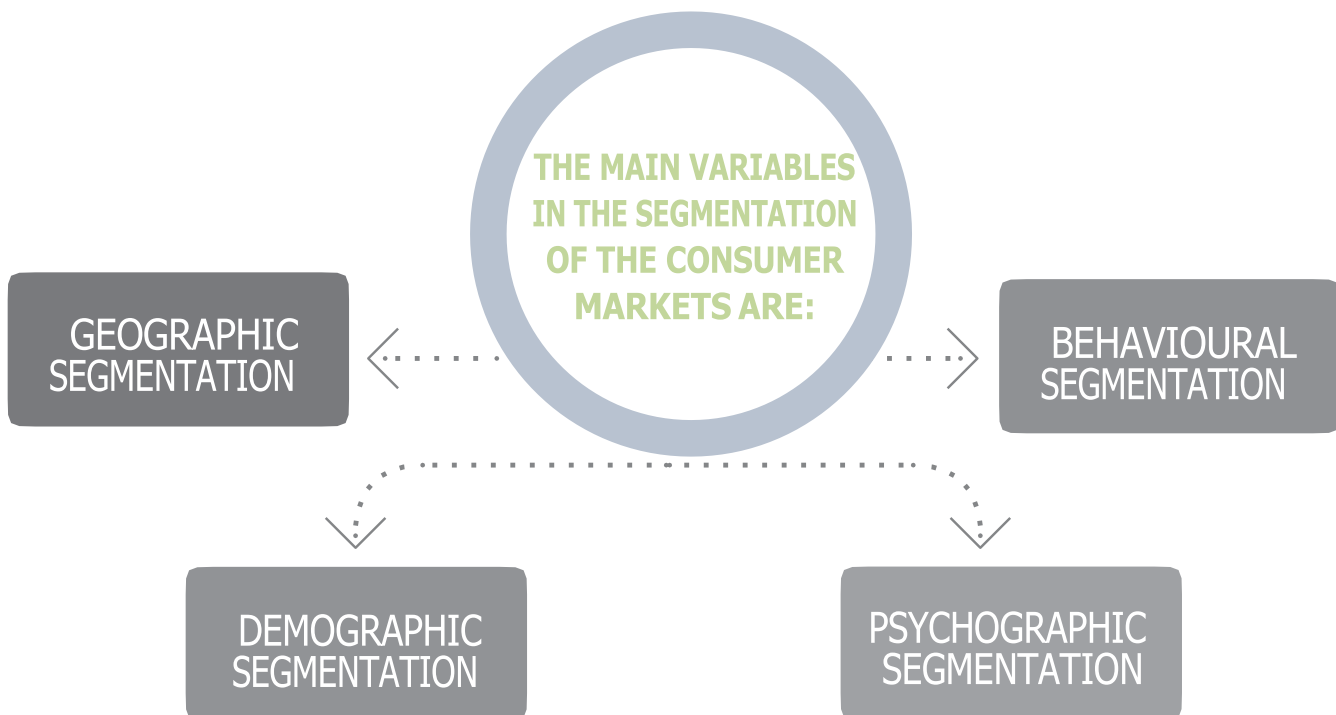 THE MAIN VARIABLES
IN THE SEGMENTATION
OF THE CONSUMER
MARKETS ARE:
GEOGRAPHIC
SEGMENTATION
BEHAVIOURAL
SEGMENTATION
DEMOGRAPHIC
SEGMENTATION
PSYCHOGRAPHIC
SEGMENTATION